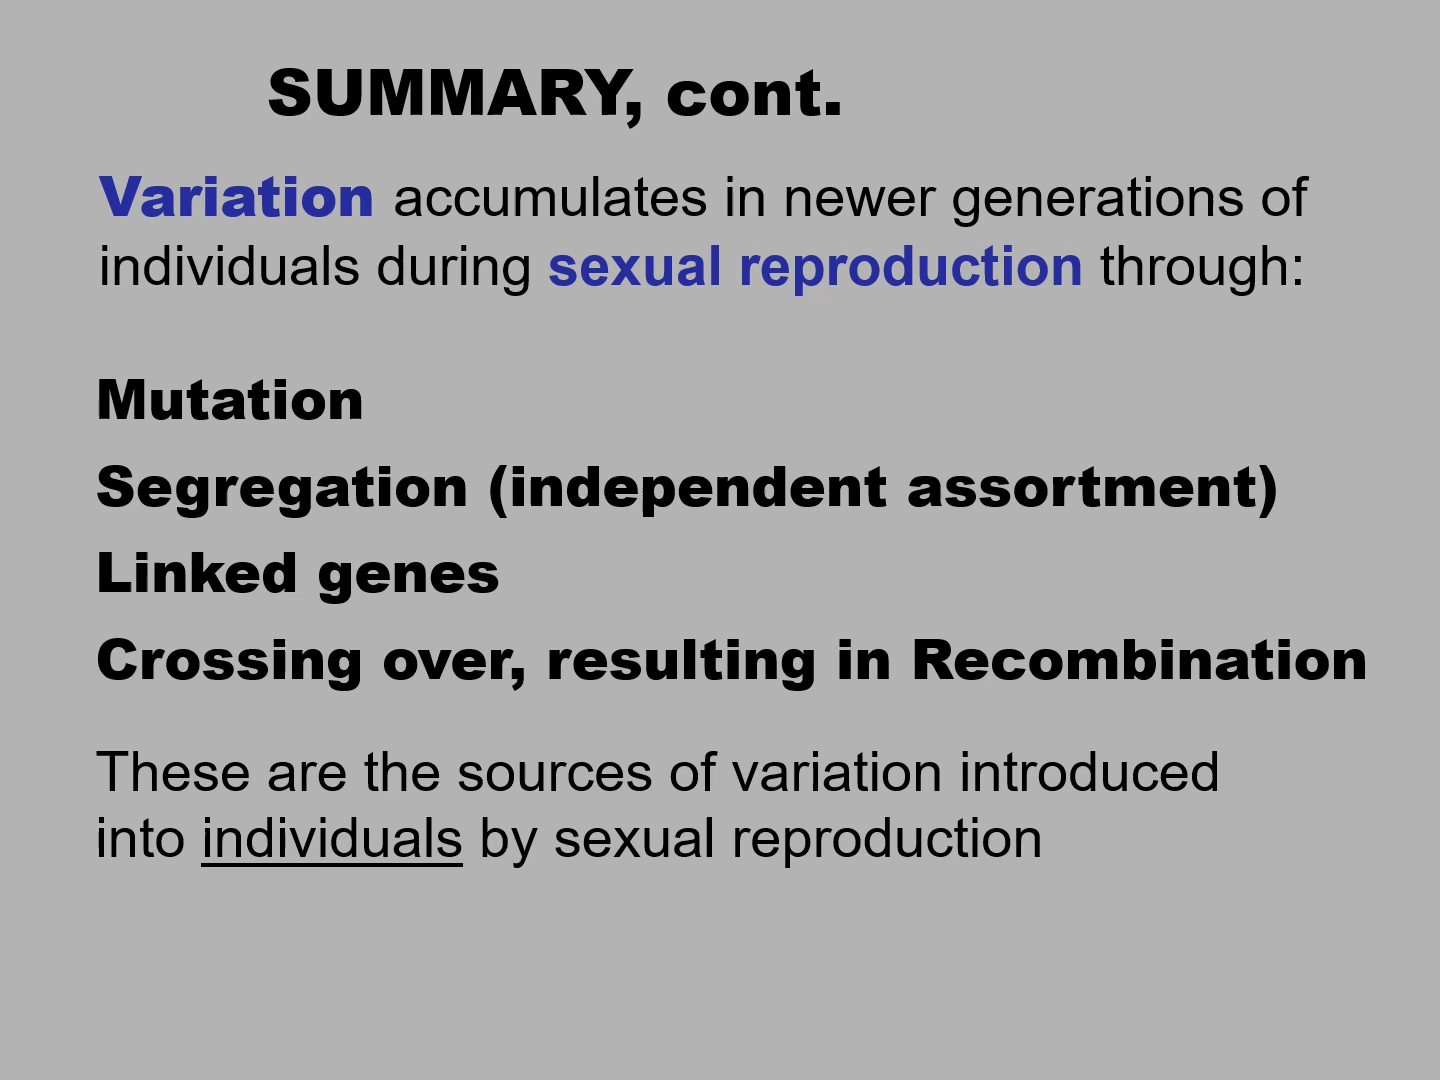 SUMMARY, cont.
Variation accumulates in newer generations of
individuals during sexual reproduction through:
Mutation
Segregation (independent assortment)
Linked genes
Crossing over, resulting in Recombination
These are the sources of variation introduced
into individuals by sexual reproduction